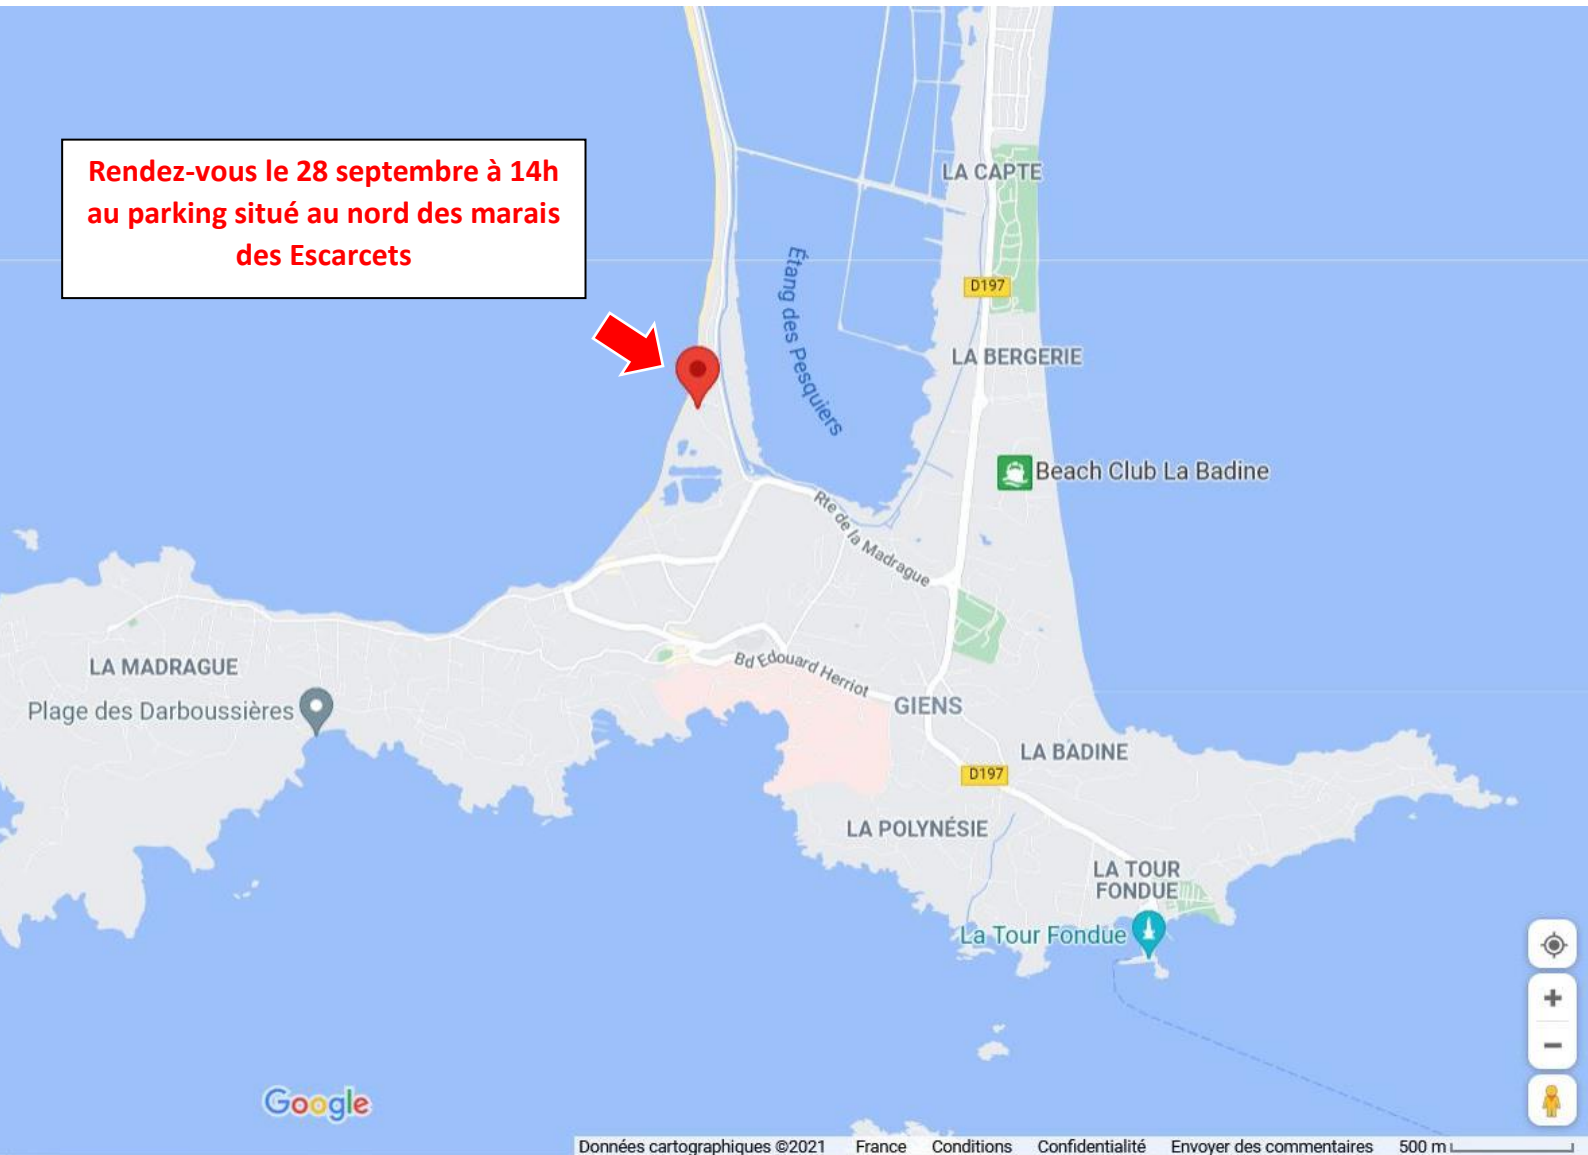 Rendez-vous le 28 septembre à 14h
au parking situé au nord des marais
des Escarcets
LA CAPTE
Étang des Pesquiers
D197
LA BERGERIE
Beach Club La Badine
Rte de la Madrague
LA MADRAGUE
Plage des Darboussières
Bd Edouard Herriot
GIENS
LA BADINE
D197
LA POLYNÉSIE
LA TOUR
FONDUE
La Tour Fondue
Google
Données cartographiques ©2021 France Conditions Confidentialité Envoyer des commentaires 500 m